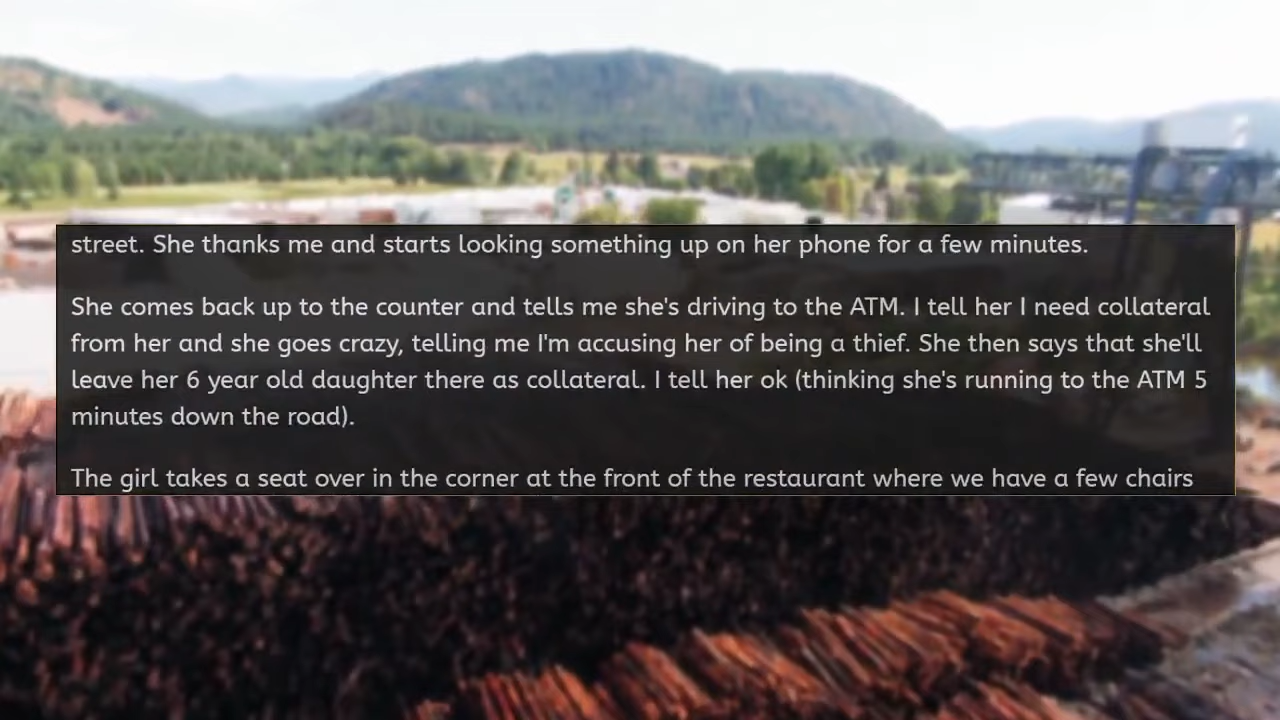 street. She thanks me and starts looking something up on her phone for a few minutes.
She comes back up to the counter and tells me she's driving to the ATM. I tell her I need collateral
from her and she goes crazy, telling me I'm accusing her of being a thief. She then says that she'll
leave her 6 year old daughter there as collateral. I tell her ok (thinking she's running to the ATM 5
minutes down the road).
The girl takes a seat over in the corner at the front of the restaurant where we have a few chairs